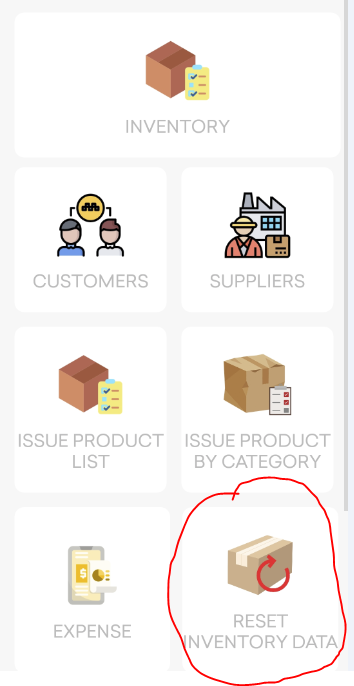 INVENTORY
CUSTOMERS
SUPPLIERS
ISSUE PRODUCT
LIST
ISSUE PRODUCT
BY CATEGORY
EXPENSE
RESET
INVENTORY DATA